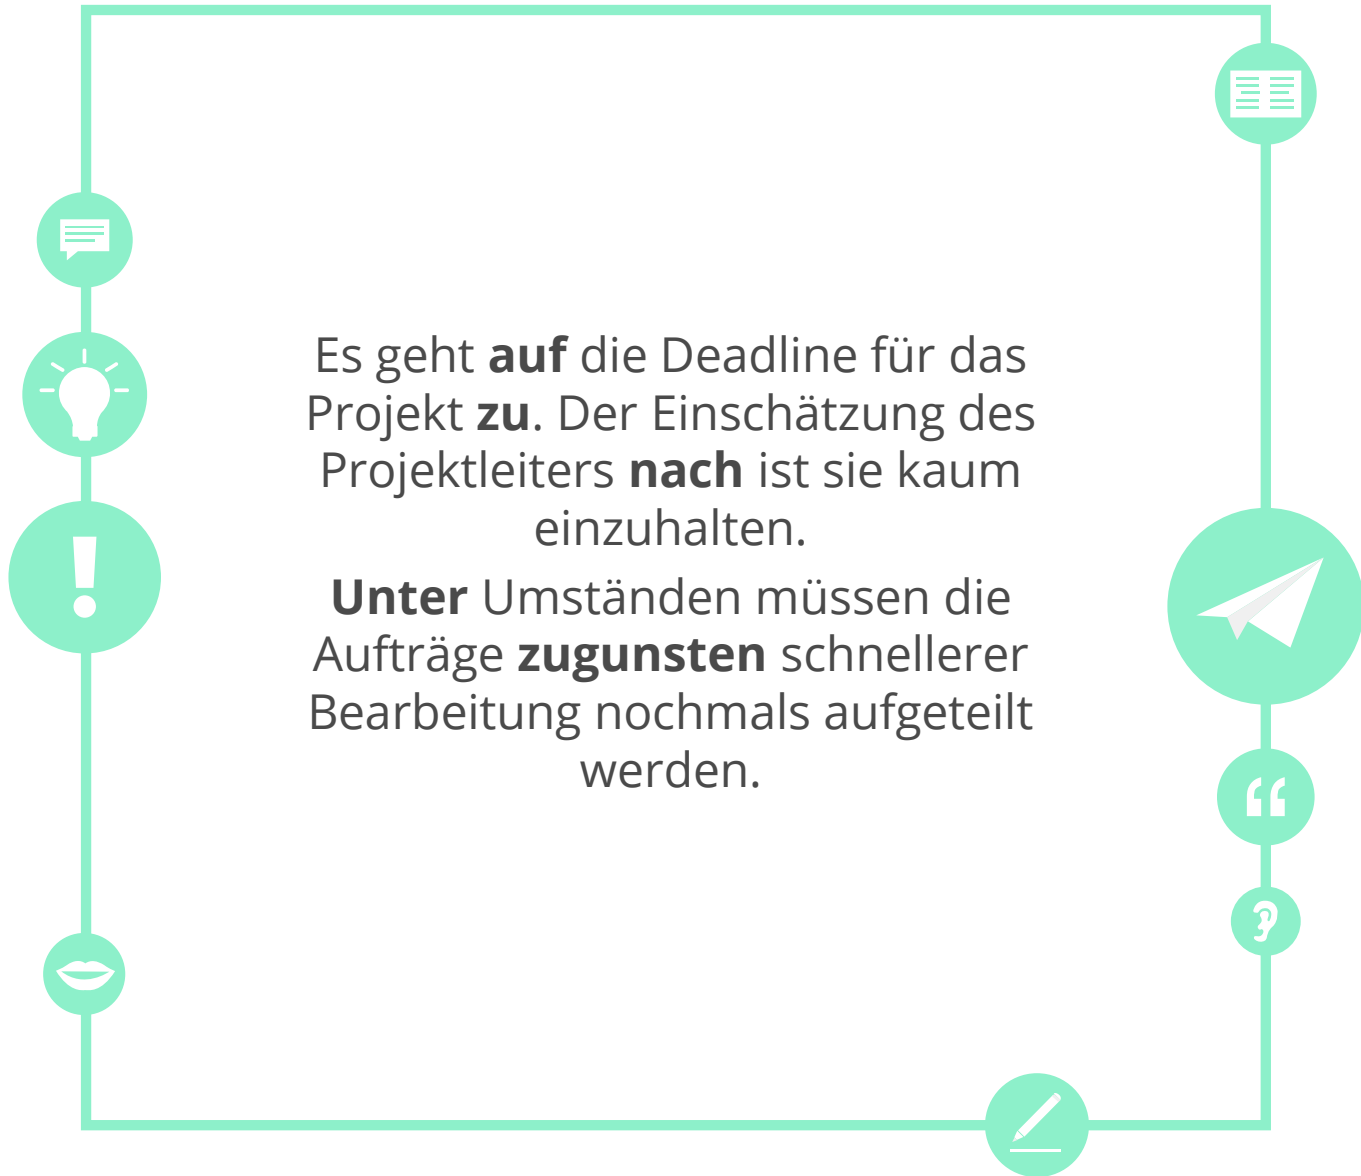 Es geht auf die Deadline für das
Projekt zu. Der Einschätzung des
Projektleiters nach ist sie kaum
einzuhalten.
Unter Umständen müssen die
Aufträge zugunsten schnellerer
Bearbeitung nochmals aufgeteilt
werden.